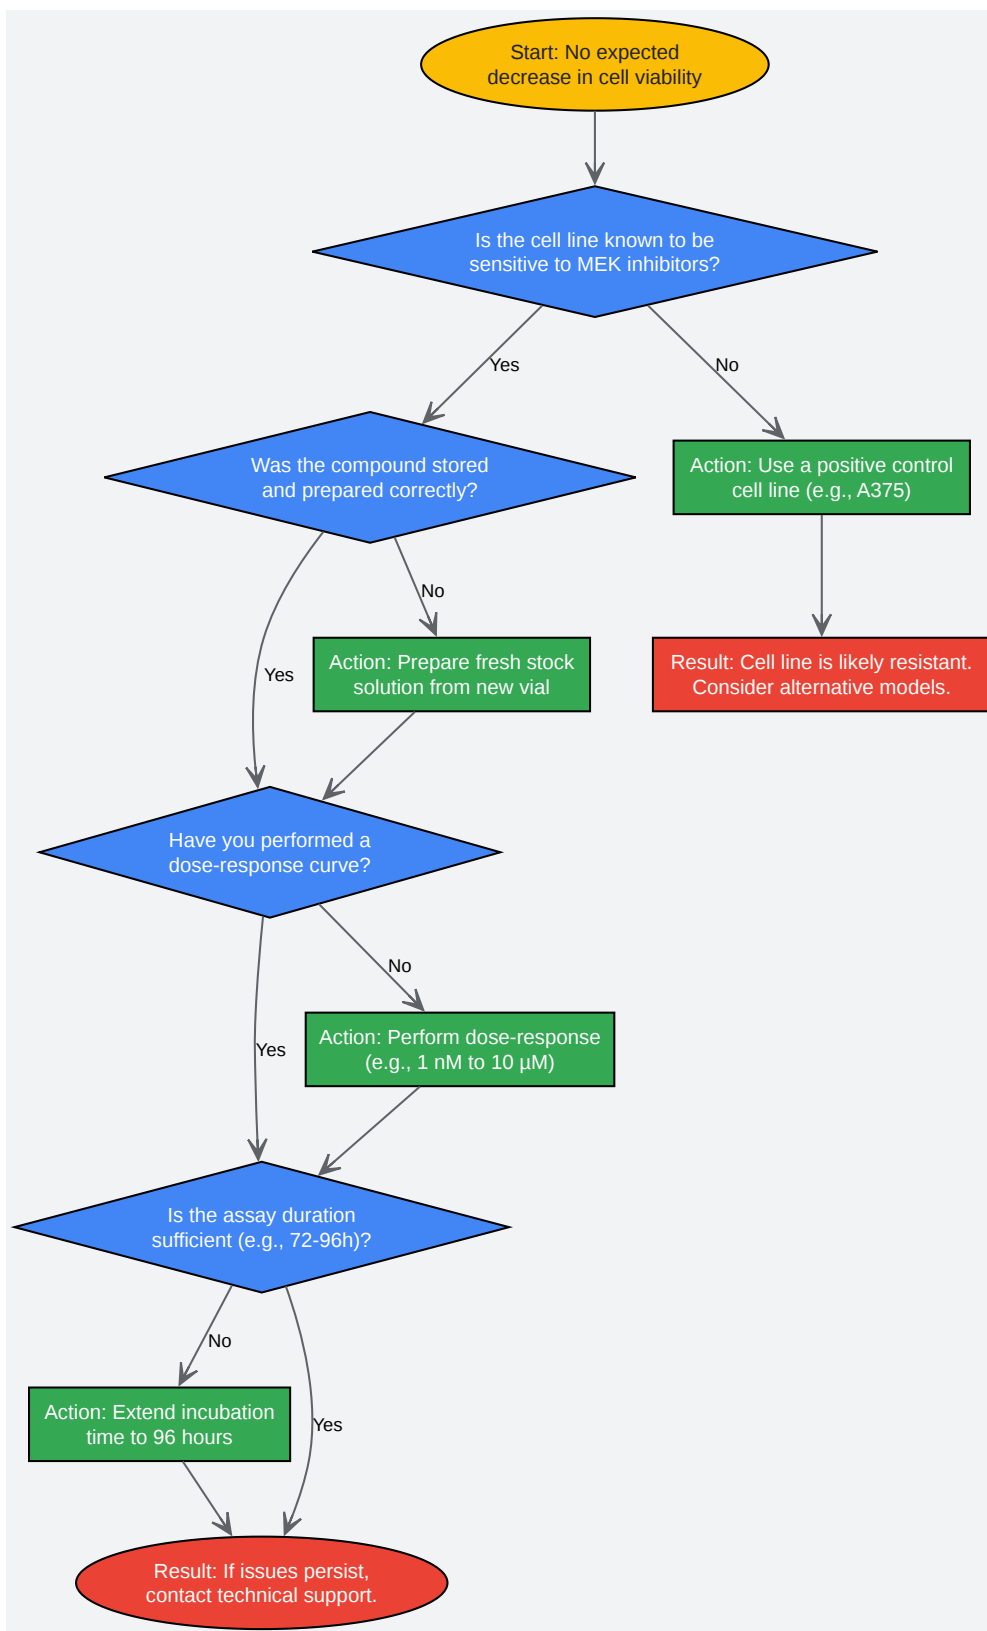 Start: No expected
decrease in cell viability
Is the cell line known to be
sensitive to MEK inhibitors?
Yes
No
Was the compound stored
and prepared correctly?
Action: Use a positive control
cell line (e.g., A375)
No
Yes
Action: Prepare fresh stock
solution from new vial
Result: Cell line is likely resistant.
Consider alternative models.
Have you performed a
dose-response curve?
No
Yes
Action: Perform dose-response
(e.g., 1 nM to 10 µM)
Is the assay duration
sufficient (e.g., 72-96h)?
No
Yes
Action: Extend incubation
time to 96 hours
Result: If issues persist,
contact technical support.